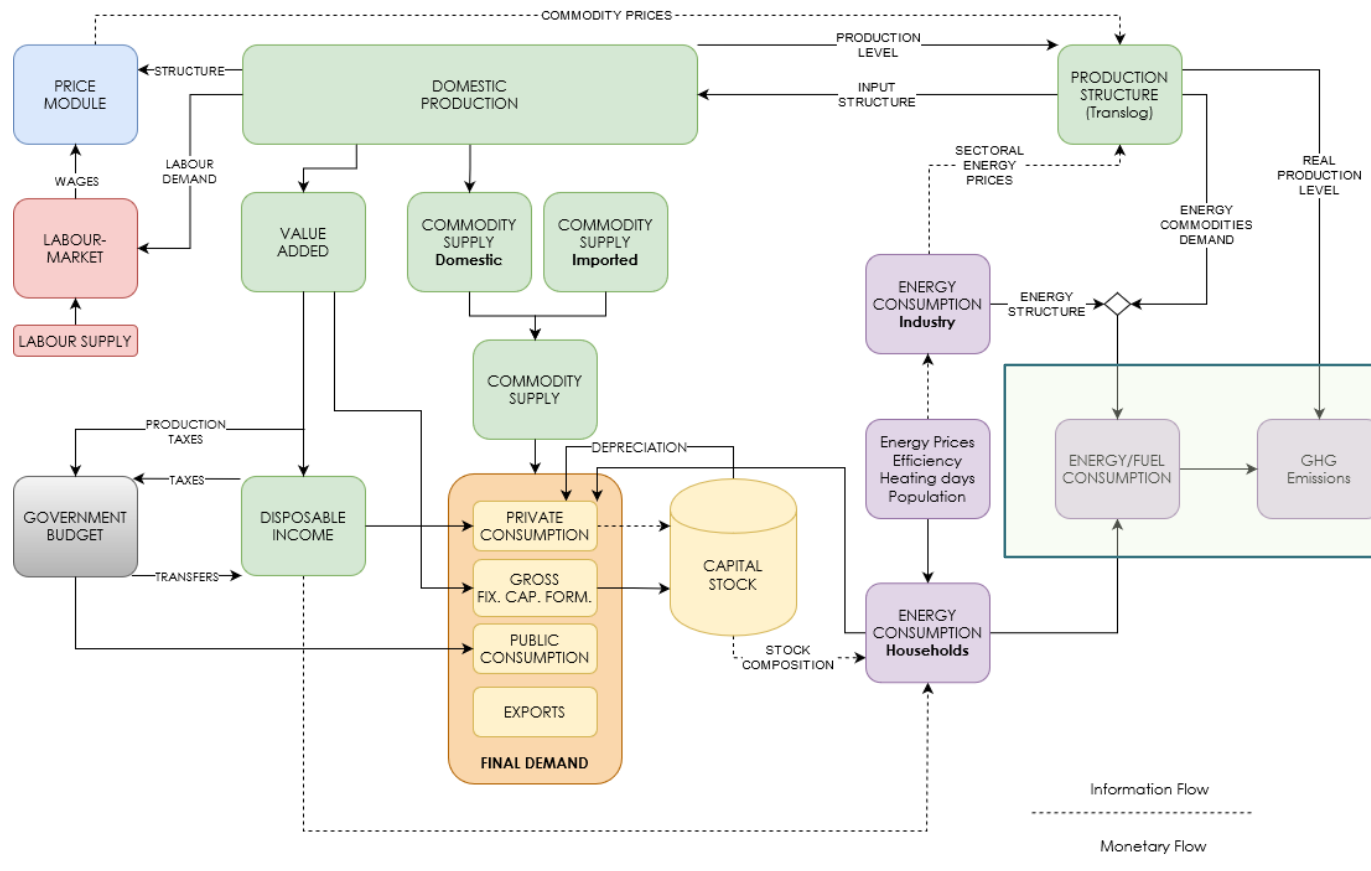 COMMODITY PRICES
PRICE
MODULE
STRUCTURE
DOMESTIC
PRODUCTION
PRODUCTION
LEVEL
INPUT
STRUCTURE
PRODUCTION
STRUCTURE
(Translog)
WAGES
LABOUR
DEMAND
SECTORAL
ENERGY
PRICES
REAL
PRODUCTION
LEVEL
LABOUR-
MARKET
VALUE
ADDED
COMMODITY
SUPPLY
Domestic
COMMODITY
SUPPLY
Imported
ENERGY
COMMODITIES
DEMAND
ENERGY
CONSUMPTION
Industry
ENERGY
STRUCTURE
LABOUR SUPPLY
COMMODITY
SUPPLY
PRODUCTION
TAXES
DEPRECIATION
Energy Prices
Efficiency
Heating days
Population
ENERGY/FUEL
CONSUMPTION
GHG
Emissions
TAXES
GOVERNMENT
BUDGET
DISPOSABLE
INCOME
PRIVATE
CONSUMPTION
TRANSFERS
GROSS
FIX. CAP. FORM.
CAPITAL
STOCK
PUBLIC
CONSUMPTION
STOCK
COMPOSITION
ENERGY
CONSUMPTION
Households
EXPORTS
FINAL DEMAND
Information Flow
Monetary Flow